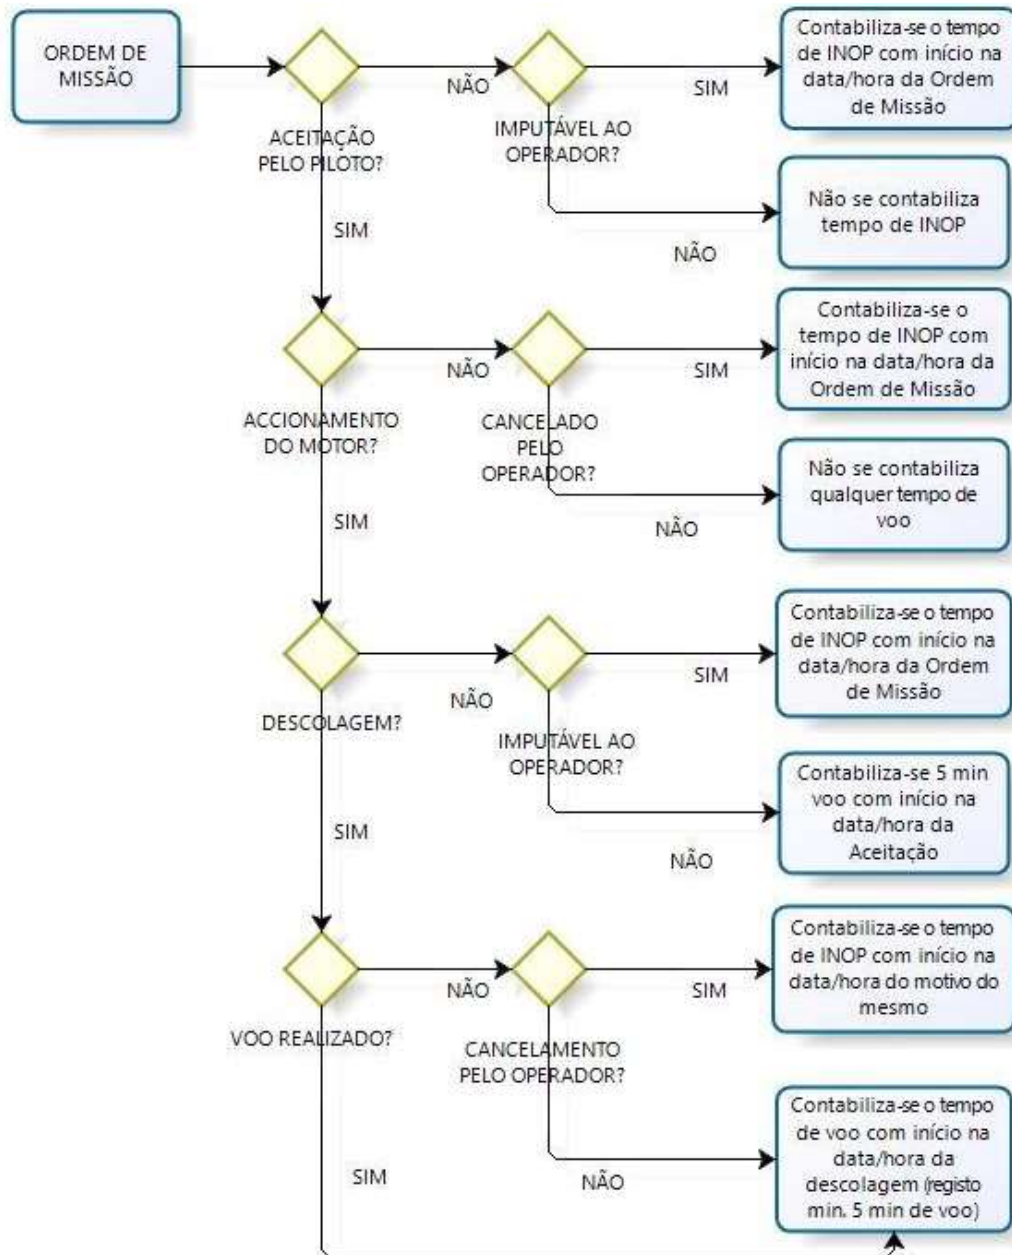 ORDEM DE
MISSÃO
ACEITAÇÃO
PELO PILOTO?
NÃO
IMPUTÁVEL AO
OPERADOR?
SIM
Contabiliza-se o tempo
de INOP com início na
data/hora da Ordem
de Missão
NÃO
Não se contabiliza
tempo de INOP
SIM
ACCIONAMENTO
DO MOTOR?
NÃO
CANCELADO
PELO
OPERADOR?
SIM
Contabiliza-se o
tempo de INOP com
início na data/hora da
Ordem de Missão
NÃO
Não se contabiliza
qualquer tempo de
voo
SIM
DESCOLAGEM?
NÃO
IMPUTÁVEL AO
OPERADOR?
SIM
Contabiliza-se o tempo
de INOP com início na
data/hora da Ordem
de Missão
NÃO
Contabiliza-se 5 min
voo com início na
data/hora da
Aceitação
SIM
VOO REALIZADO?
NÃO
CANCELAMENTO
PELO OPERADOR?
SIM
Contabiliza-se o tempo
de INOP com início na
data/hora do motivo do
mesmo
NÃO
Contabiliza-se o tempo
de voo com início na
data/hora da
descolagem (registo
min. 5 min de voo)
SIM